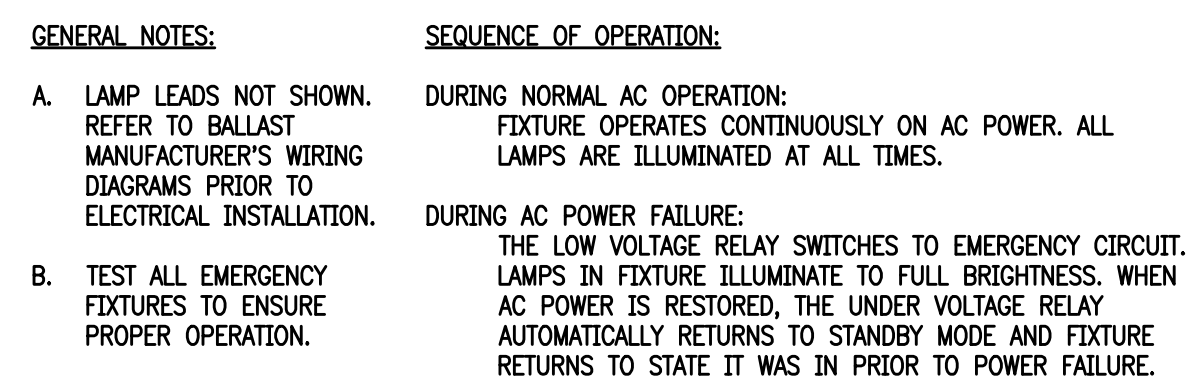 GENERAL NOTES:
A. LAMP LEADS NOT SHOWN.
REFER TO BALLAST
MANUFACTURER'S WIRING
DIAGRAMS PRIOR TO
ELECTRICAL INSTALLATION.
B. TEST ALL EMERGENCY
FIXTURES TO ENSURE
PROPER OPERATION.
SEQUENCE OF OPERATION:
DURING NORMAL AC OPERATION:
FIXTURE OPERATES CONTINUOUSLY ON AC POWER. ALL
LAMPS ARE ILLUMINATED AT ALL TIMES.
DURING AC POWER FAILURE:
THE LOW VOLTAGE RELAY SWITCHES TO EMERGENCY CIRCUIT.
LAMPS IN FIXTURE ILLUMINATE TO FULL BRIGHTNESS. WHEN
AC POWER IS RESTORED, THE UNDER VOLTAGE RELAY
AUTOMATICALLY RETURNS TO STANDBY MODE AND FIXTURE
RETURNS TO STATE IT WAS IN PRIOR TO POWER FAILURE.